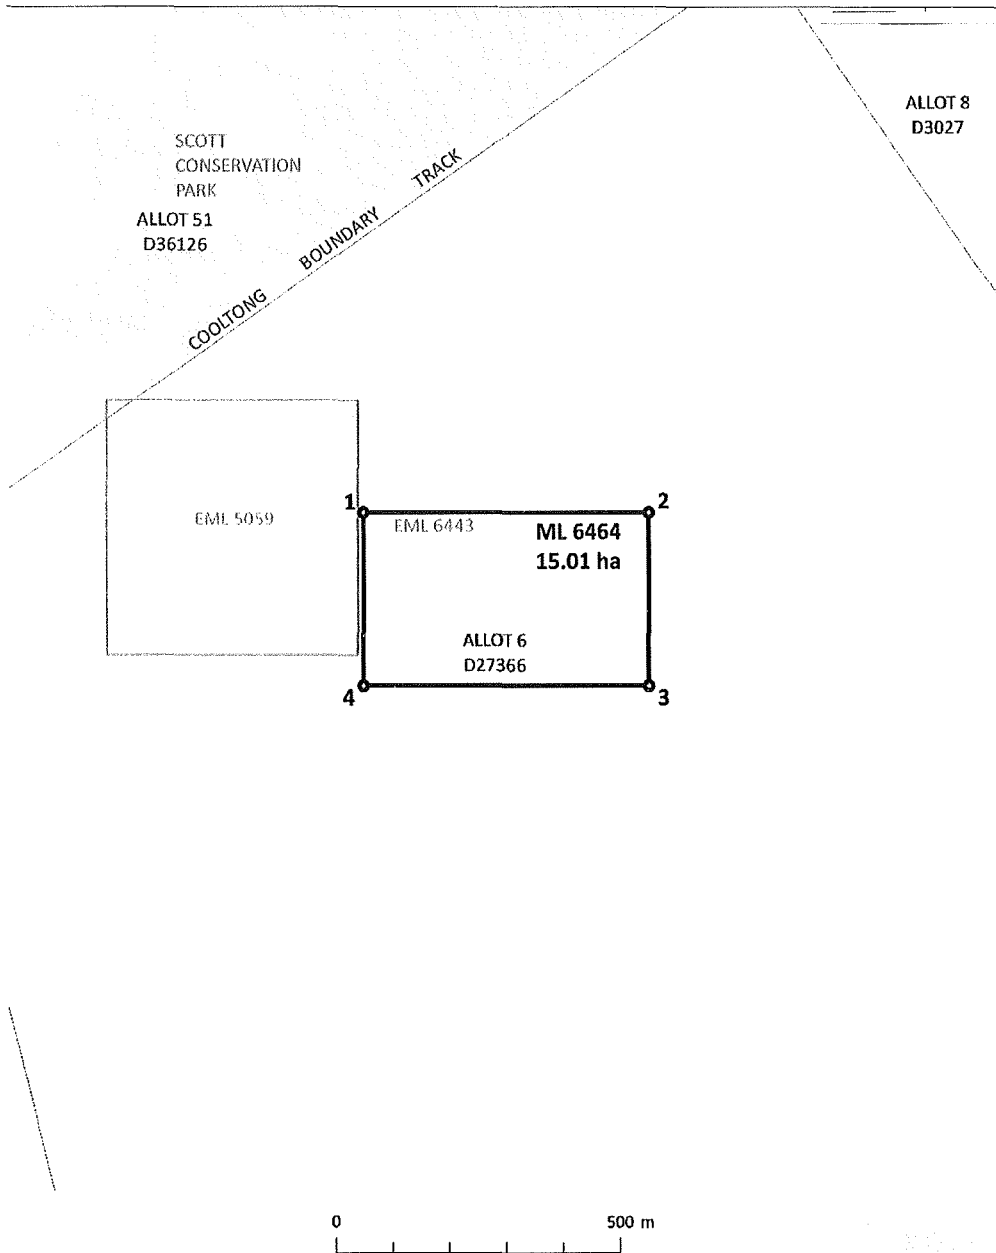 ALLOT 8
D3027
SCOTT
CONSERVATION
PARK
ALLOT 51
D36126
COOLTONG BOUNDARY TRACK
EML 5059
1
2
EML 6443
ML 6464
15.01 ha
ALLOT 6
D27366
4
3
0
500 m